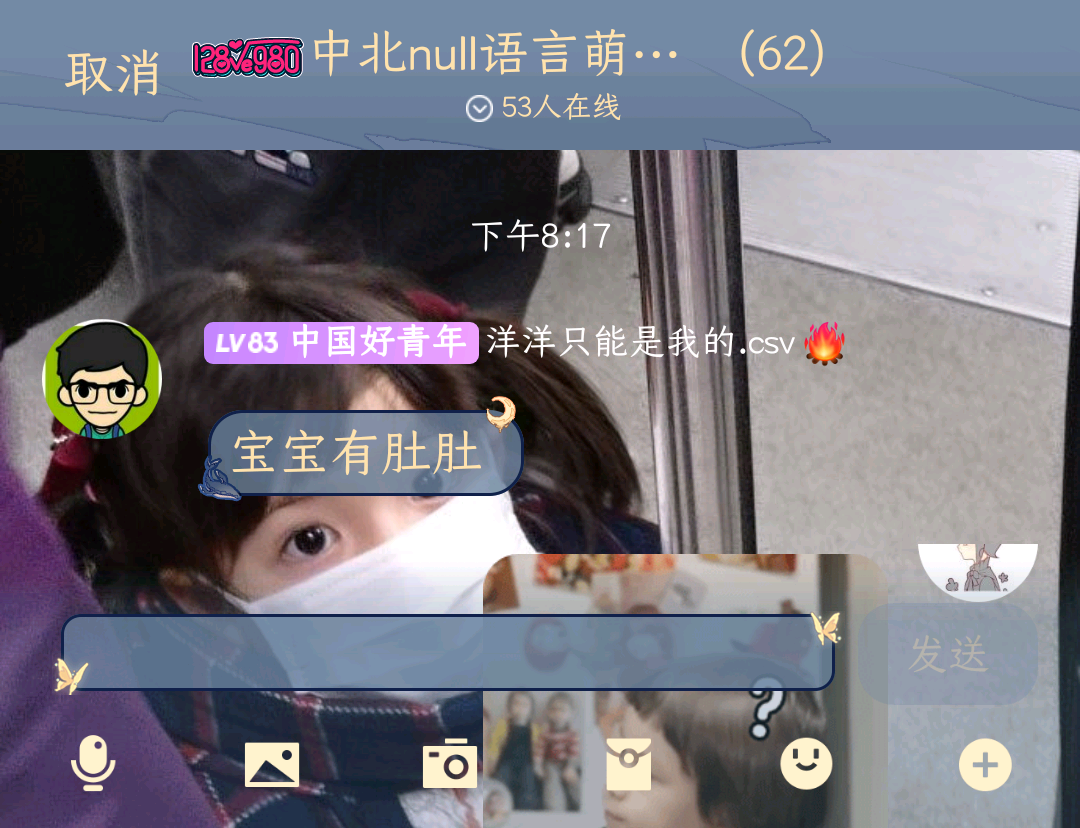 取消
128√e980 中北null语言萌… (62)
53人在线
下午8:17
LV83 中国好青年 洋洋只能是我的.csv
宝宝有肚肚
?
发送